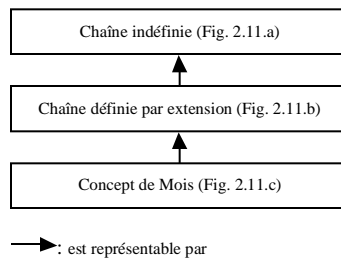 Chaîne indéfinie (Fig. 2.11.a)
Chaîne définie par extension (Fig. 2.11.b)
Concept de Mois (Fig. 2.11.c)
: est représentable par